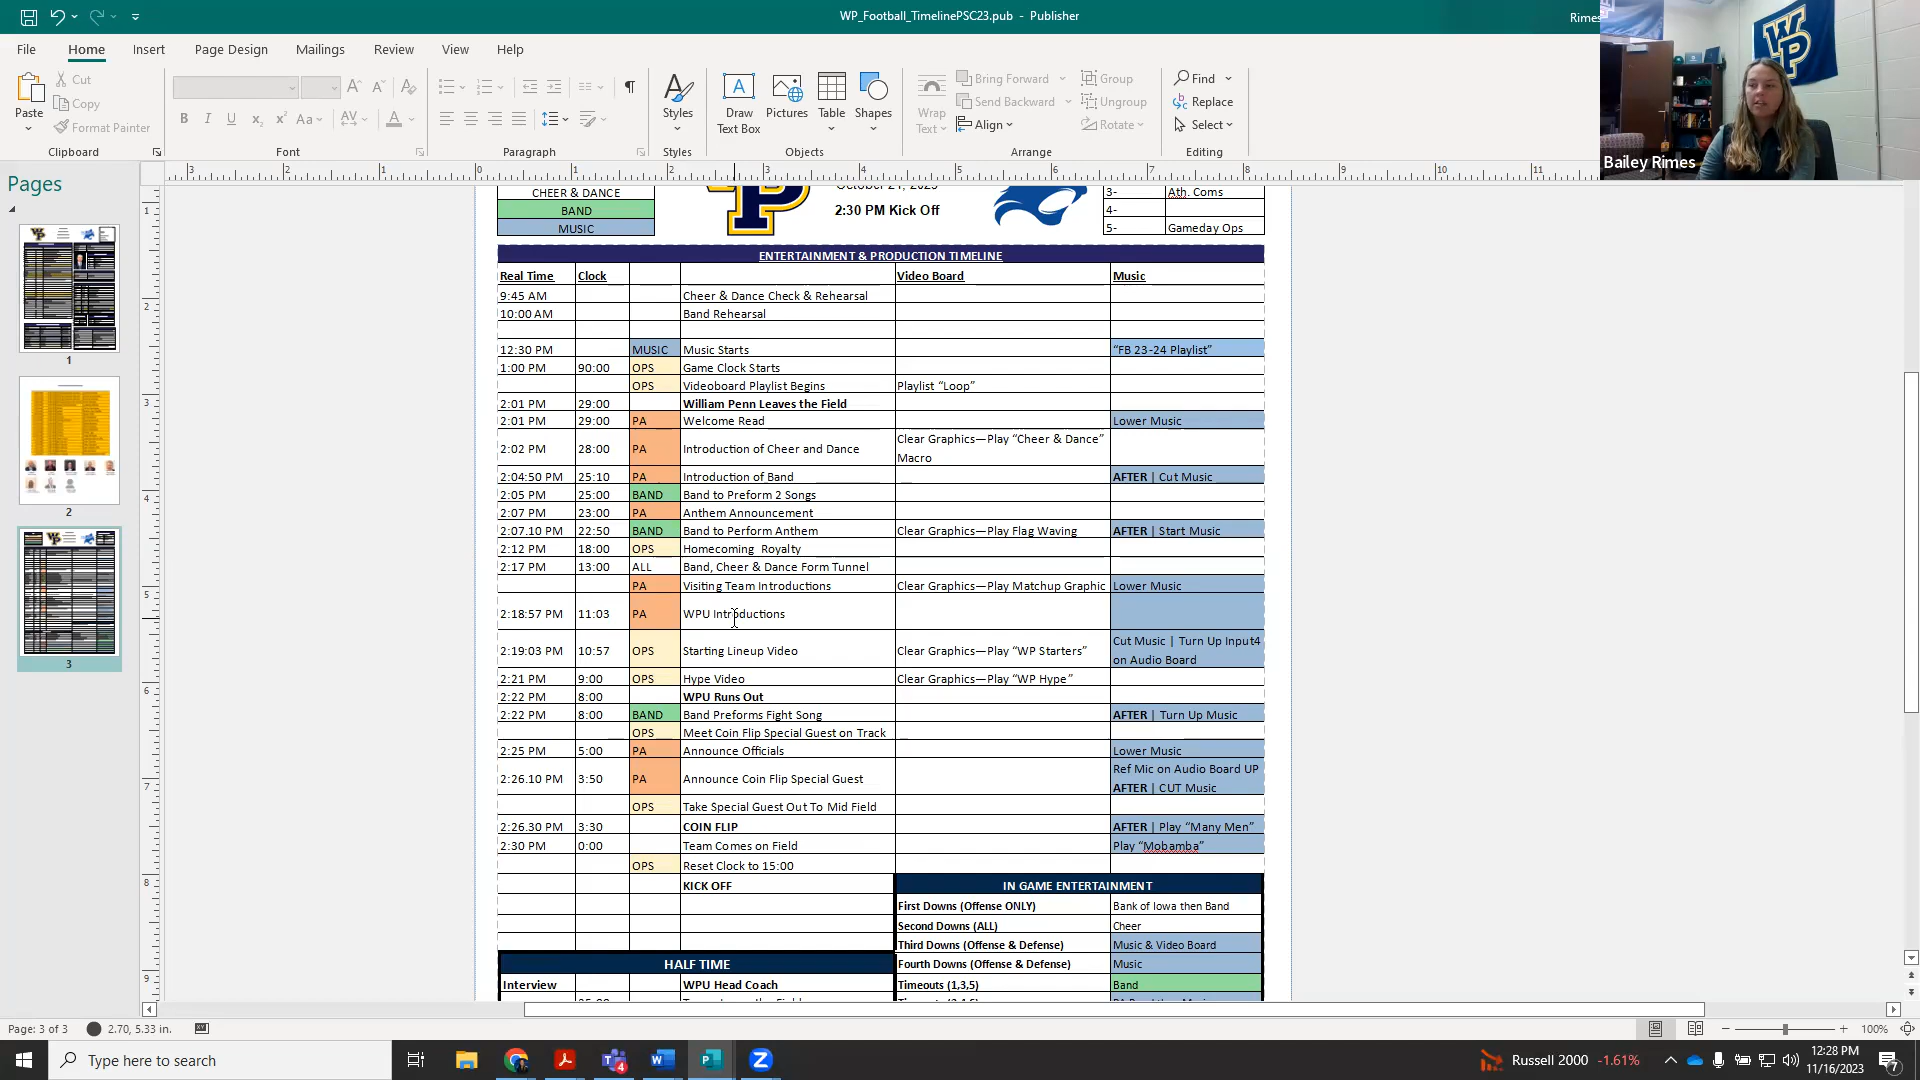 WP_Football_TimelinePSC23.pub - Publisher
Rimes
File Home Insert Page Design Mailings Review View Help
Paste
Cut
Copy
Format Painter
Clipboard
Font
Paragraph
Styles
Styles
Draw Text Box
Pictures
Table
Shapes
Objects
Wrap Text
Bring Forward
Send Backward
Align
Group
Ungroup
Rotate
Arrange
Find
Replace
Select
Editing
WP
Bailey Rimes
Pages
1
2
3
CHEER & DANCE
BAND
MUSIC
2:30 PM Kick Off
3- Ath. Coms
4-
5- Gameday Ops
ENTERTAINMENT & PRODUCTION TIMELINE
Real Time Clock Video Board Music
9:45 AM Cheer & Dance Check & Rehearsal
10:00 AM Band Rehearsal
12:30 PM MUSIC Music Starts “FB 23-24 Playlist”
1:00 PM 90:00 OPS Game Clock Starts
OPS Videoboard Playlist Begins Playlist “Loop”
2:01 PM 29:00 William Penn Leaves the Field
2:01 PM 29:00 PA Welcome Read Lower Music
2:02 PM 28:00 PA Introduction of Cheer and Dance Clear Graphics—Play “Cheer & Dance” Macro
2:04:50 PM 25:10 PA Introduction of Band AFTER | Cut Music
2:05 PM 25:00 BAND Band to Preform 2 Songs
2:07 PM 23:00 PA Anthem Announcement
2:07.10 PM 22:50 BAND Band to Perform Anthem Clear Graphics—Play Flag Waving AFTER | Start Music
2:12 PM 18:00 OPS Homecoming Royalty
2:17 PM 13:00 ALL Band, Cheer & Dance Form Tunnel
PA Visiting Team Introductions Clear Graphics—Play Matchup Graphic Lower Music
2:18:57 PM 11:03 PA WPU Introductions
2:19:03 PM 10:57 OPS Starting Lineup Video Clear Graphics—Play “WP Starters” Cut Music | Turn Up Input4 on Audio Board
2:21 PM 9:00 OPS Hype Video Clear Graphics—Play “WP Hype”
2:22 PM 8:00 WPU Runs Out
2:22 PM 8:00 BAND Band Preforms Fight Song AFTER | Turn Up Music
OPS Meet Coin Flip Special Guest on Track
2:25 PM 5:00 PA Announce Officials Lower Music
2:26.10 PM 3:50 PA Announce Coin Flip Special Guest Ref Mic on Audio Board UP AFTER | CUT Music
OPS Take Special Guest Out To Mid Field
2:26.30 PM 3:30 COIN FLIP AFTER | Play “Many Men”
2:30 PM 0:00 Team Comes on Field Play “Mobamba”
OPS Reset Clock to 15:00
KICK OFF
IN GAME ENTERTAINMENT
First Downs (Offense ONLY) Bank of Iowa then Band
Second Downs (ALL) Cheer
Third Downs (Offense & Defense) Music & Video Board
Fourth Downs (Offense & Defense) Music
Timeouts (1,3,5) Band
HALF TIME
Interview WPU Head Coach
Page: 3 of 3 2.70, 5.33 in. 100%
Type here to search
Russell 2000 -1.61%
12:28 PM
11/16/2023